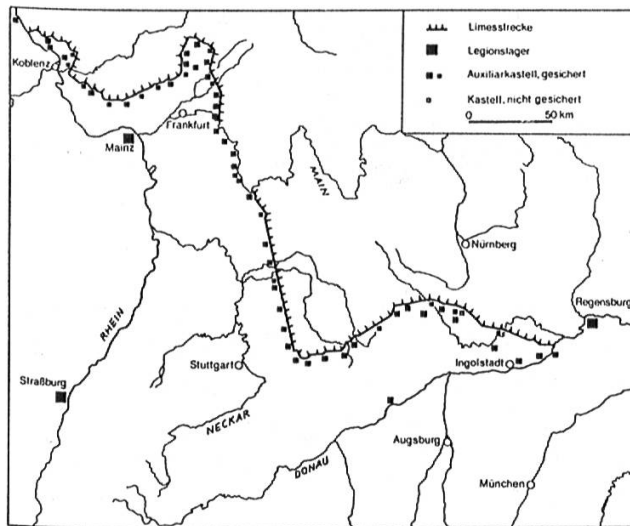 Limesstrecke
Legionslager
Auxiliarkastell, gesichert
Kastell, nicht gesichert
0 50 km
Koblenz
Frankfurt
Mainz
MAIN
Nürnberg
RHEIN
Regensburg
Stuttgart
Ingolstadt
Straßburg
NECKAR
Augsburg
DONAU
München